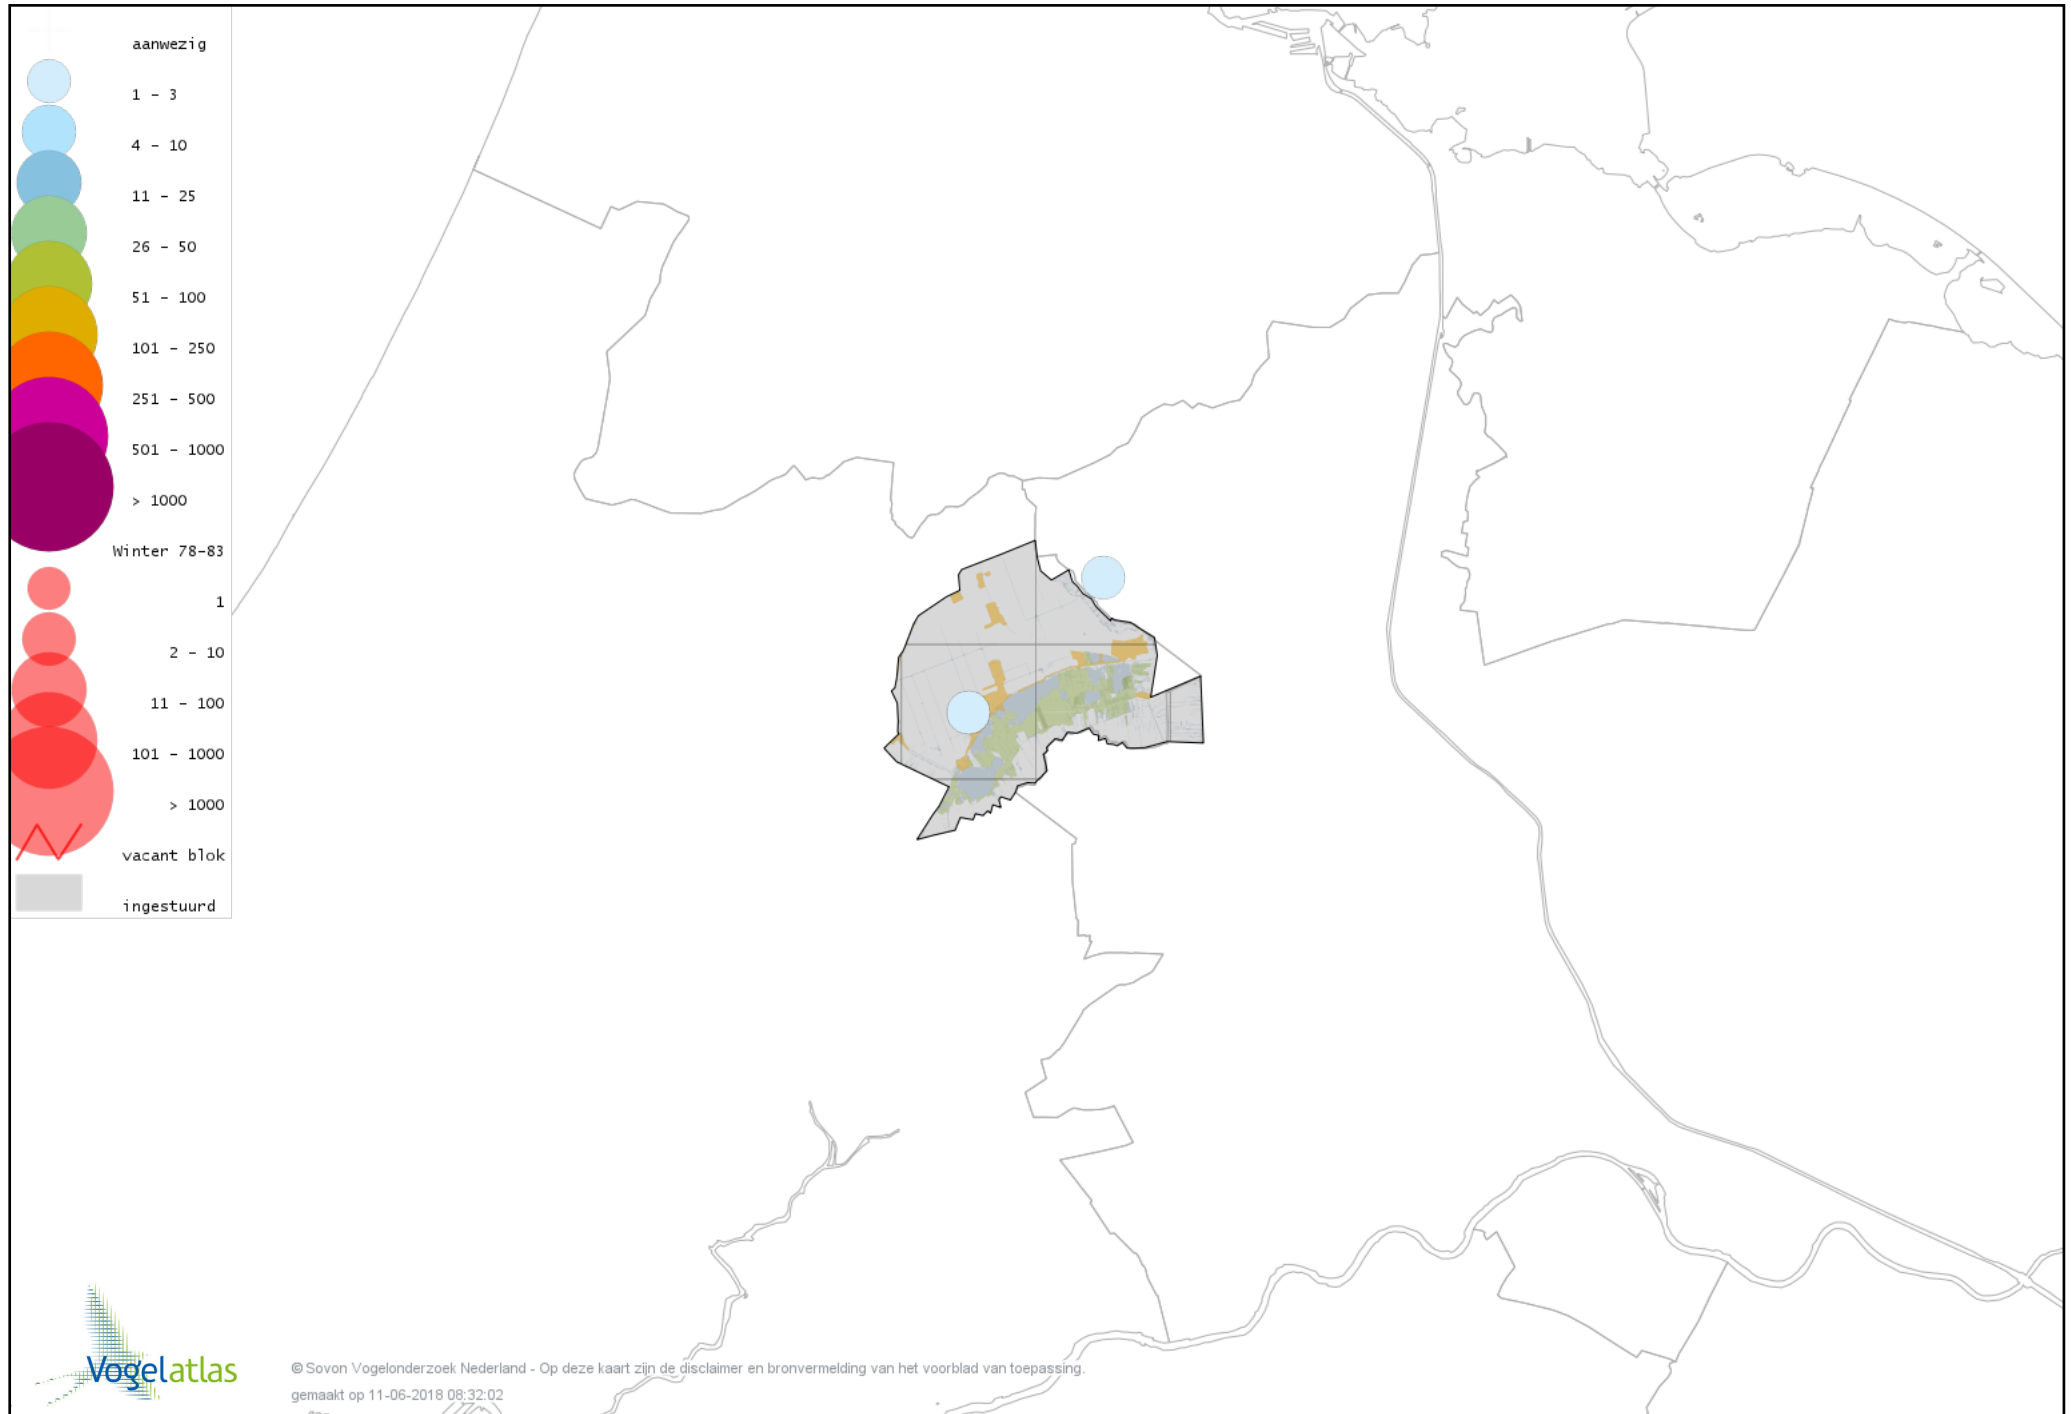 aanwezig
1 - 3
4 - 10
11 - 25
26 - 50
51 - 100
101 - 250
251 - 500
501 - 1000
> 1000
Winter 78-83
1
2 - 10
11 - 100
101 - 1000
> 1000
vacant blok
ingestuurd
Vogelatlas
© Sovon Vogelonderzoek Nederland - Op deze kaart zijn de disclaimer en bronvermelding van het voorblad van toepassing.
gemaakt op 11-06-2018 08:32:02